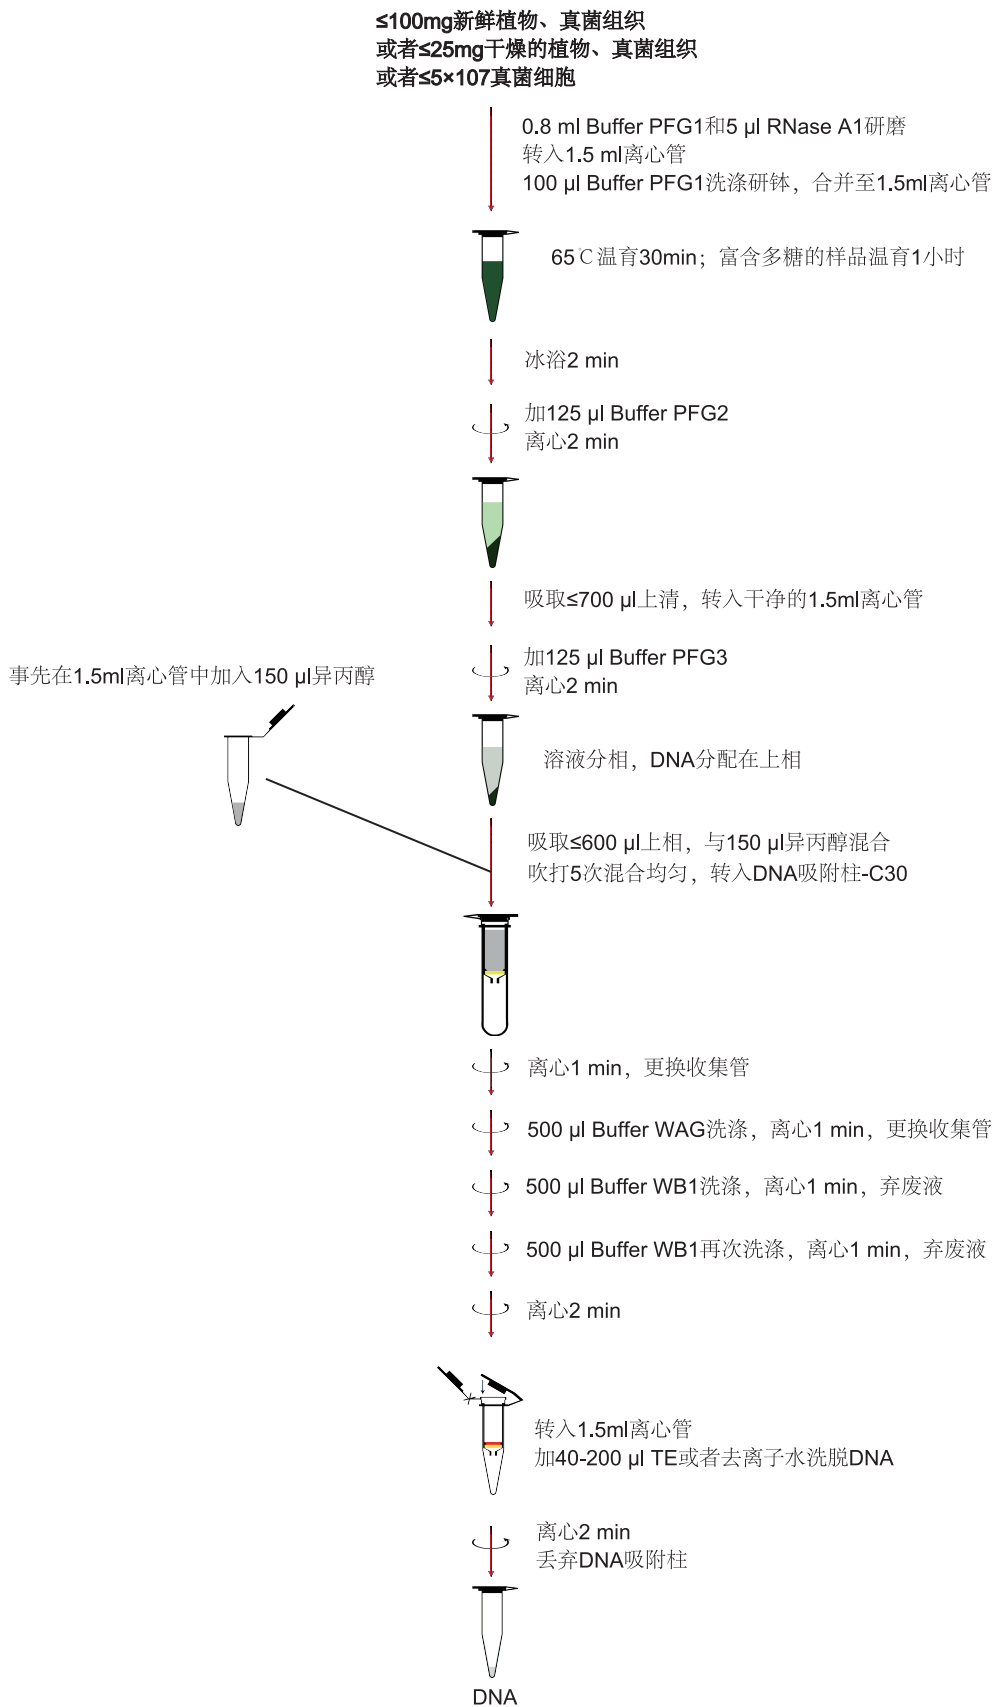 ≤100mg新鲜植物、真菌组织
或者≤25mg干燥的植物、真菌组织
或者≤5×107真菌细胞
0.8 ml Buffer PFG1和5 µl RNase A1研磨
转入1.5 ml离心管
100 µl Buffer PFG1洗涤研钵，合并至1.5ml离心管
65℃温育30min；富含多糖的样品温育1小时
冰浴2 min
加125 µl Buffer PFG2
离心2 min
吸取≤700 µl上清，转入干净的1.5ml离心管
加125 µl Buffer PFG3
离心2 min
事先在1.5ml离心管中加入150 µl异丙醇
溶液分相，DNA分配在上相
吸取≤600 µl上相，与150 µl异丙醇混合
吹打5次混合均匀，转入DNA吸附柱-C30
离心1 min，更换收集管
500 µl Buffer WAG洗涤，离心1 min，更换收集管
500 µl Buffer WB1洗涤，离心1 min，弃废液
500 µl Buffer WB1再次洗涤，离心1 min，弃废液
离心2 min
转入1.5ml离心管
加40-200 µl TE或者去离子水洗脱DNA
离心2 min
丢弃DNA吸附柱
DNA